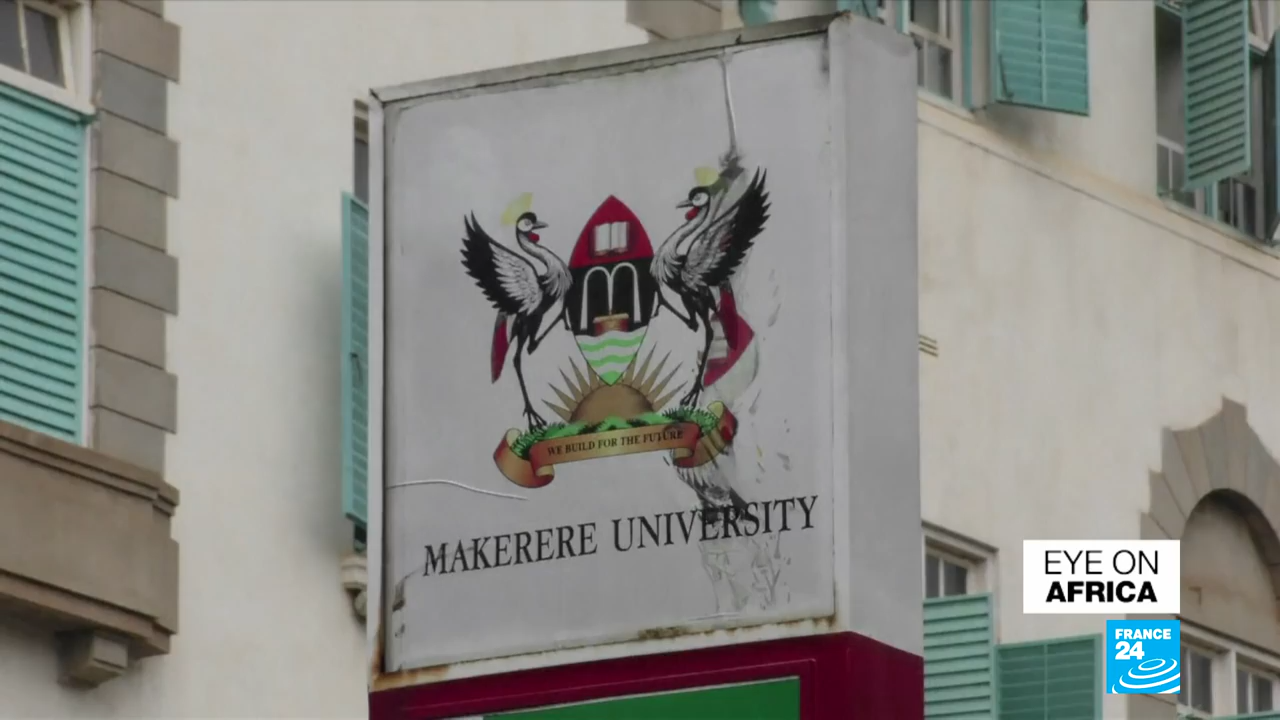 WE BUILD FOR THE FUTURE
MAKERERE UNIVERSITY
EYE ON
AFRICA
FRANCE
24